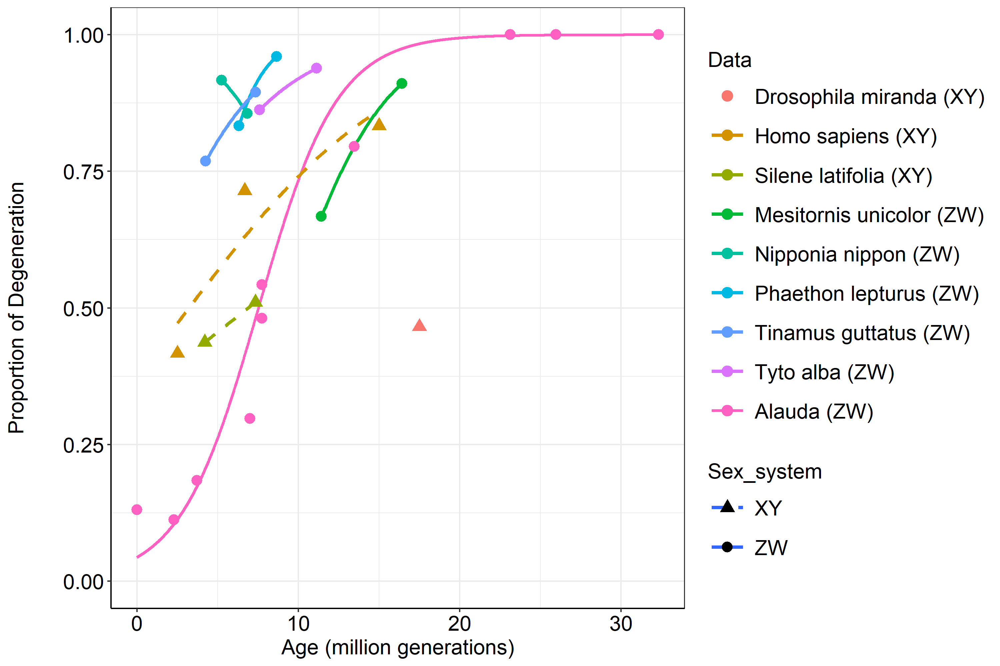 Proportion of Degeneration
1.00
0.75
0.50
0.25
0.00
0
10
20
30
Age (million generations)
Data
Drosophila miranda (XY)
Homo sapiens (XY)
Silene latifolia (XY)
Mesitornis unicolor (ZW)
Nipponia nippon (ZW)
Phaethon lepturus (ZW)
Tinamus guttatus (ZW)
Tyto alba (ZW)
Alauda (ZW)
Sex_system
XY
ZW